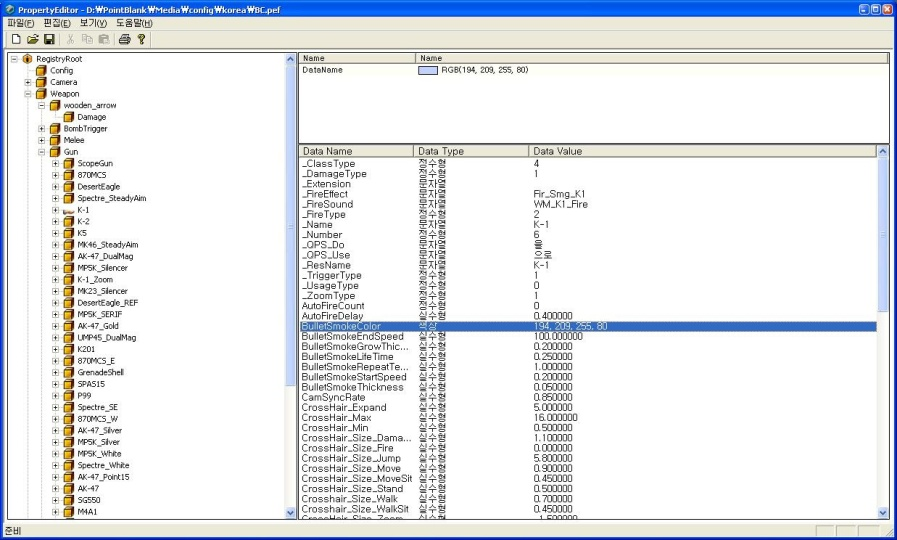 PropertyEditor - D:₩PointBlank₩Media₩config₩korea₩BC.pef
파일(F) 편집(E) 보기(V) 도움말(H)
RegistryRoot
Config
Camera
Weapon
wooden_arrow
Damage
BombTrigger
Melee
Gun
ScopeGun
870MCS
DesertEagle
Spectre_SteadyAim
K-1
K-2
K5
MK46_SteadyAim
AK-47_DualMag
MP5K_Silencer
K-1_Zoom
MK23_Silencer
DesertEagle_REF
MP5K_SERIF
AK-47_Gold
UMP45_DualMag
K201
870MCS_E
GrenadeShell
SPAS15
P99
Spectre_SE
870MCS_W
AK-47_Silver
MP5K_Silver
MP5K_White
Spectre_White
AK-47_Point15
AK-47
SG550
M4A1
Name Name
DataName RGB(194, 209, 255, 80)
Data Name Data Type Data Value
_ClassType 정수형 4
_DamageType 정수형 1
_Extension 문자열
_FireEffect 문자열 Fir_Smg_K1
_FireSound 문자열 WM_K1_Fire
_FireType 정수형 2
_Name 문자열 K-1
_Number 정수형 6
_QPS_Do 문자열 을
_QPS_Use 문자열 으로
_ResName 문자열 K-1
_TriggerType 정수형 1
_UsageType 정수형 0
_ZoomType 정수형 1
AutoFireCount 정수형 0
AutoFireDelay 실수형 0.400000
BulletSmokeColor 색상 194, 209, 255, 80
BulletSmokeEndSpeed 실수형 100.000000
BulletSmokeGrowThic... 실수형 0.200000
BulletSmokeLifeTime 실수형 0.250000
BulletSmokeRepeatTe... 실수형 1.000000
BulletSmokeStartSpeed 실수형 0.200000
BulletSmokeThickness 실수형 0.050000
CamSyncRate 실수형 0.850000
CrossHair_Expand 실수형 5.000000
CrossHair_Max 실수형 16.000000
CrossHair_Min 실수형 0.500000
CrossHair_Size_Dama... 실수형 1.100000
CrossHair_Size_Fire 실수형 0.000000
CrossHair_Size_Jump 실수형 5.800000
CrossHair_Size_Move 실수형 0.900000
CrossHair_Size_MoveSit 실수형 0.450000
CrossHair_Size_Stand 실수형 0.500000
CrossHair_Size_Walk 실수형 0.700000
Crosshair_Size_WalkSit 실수형 0.450000
CrossHair_Size_Zoom 실수형 -1.500000
준비